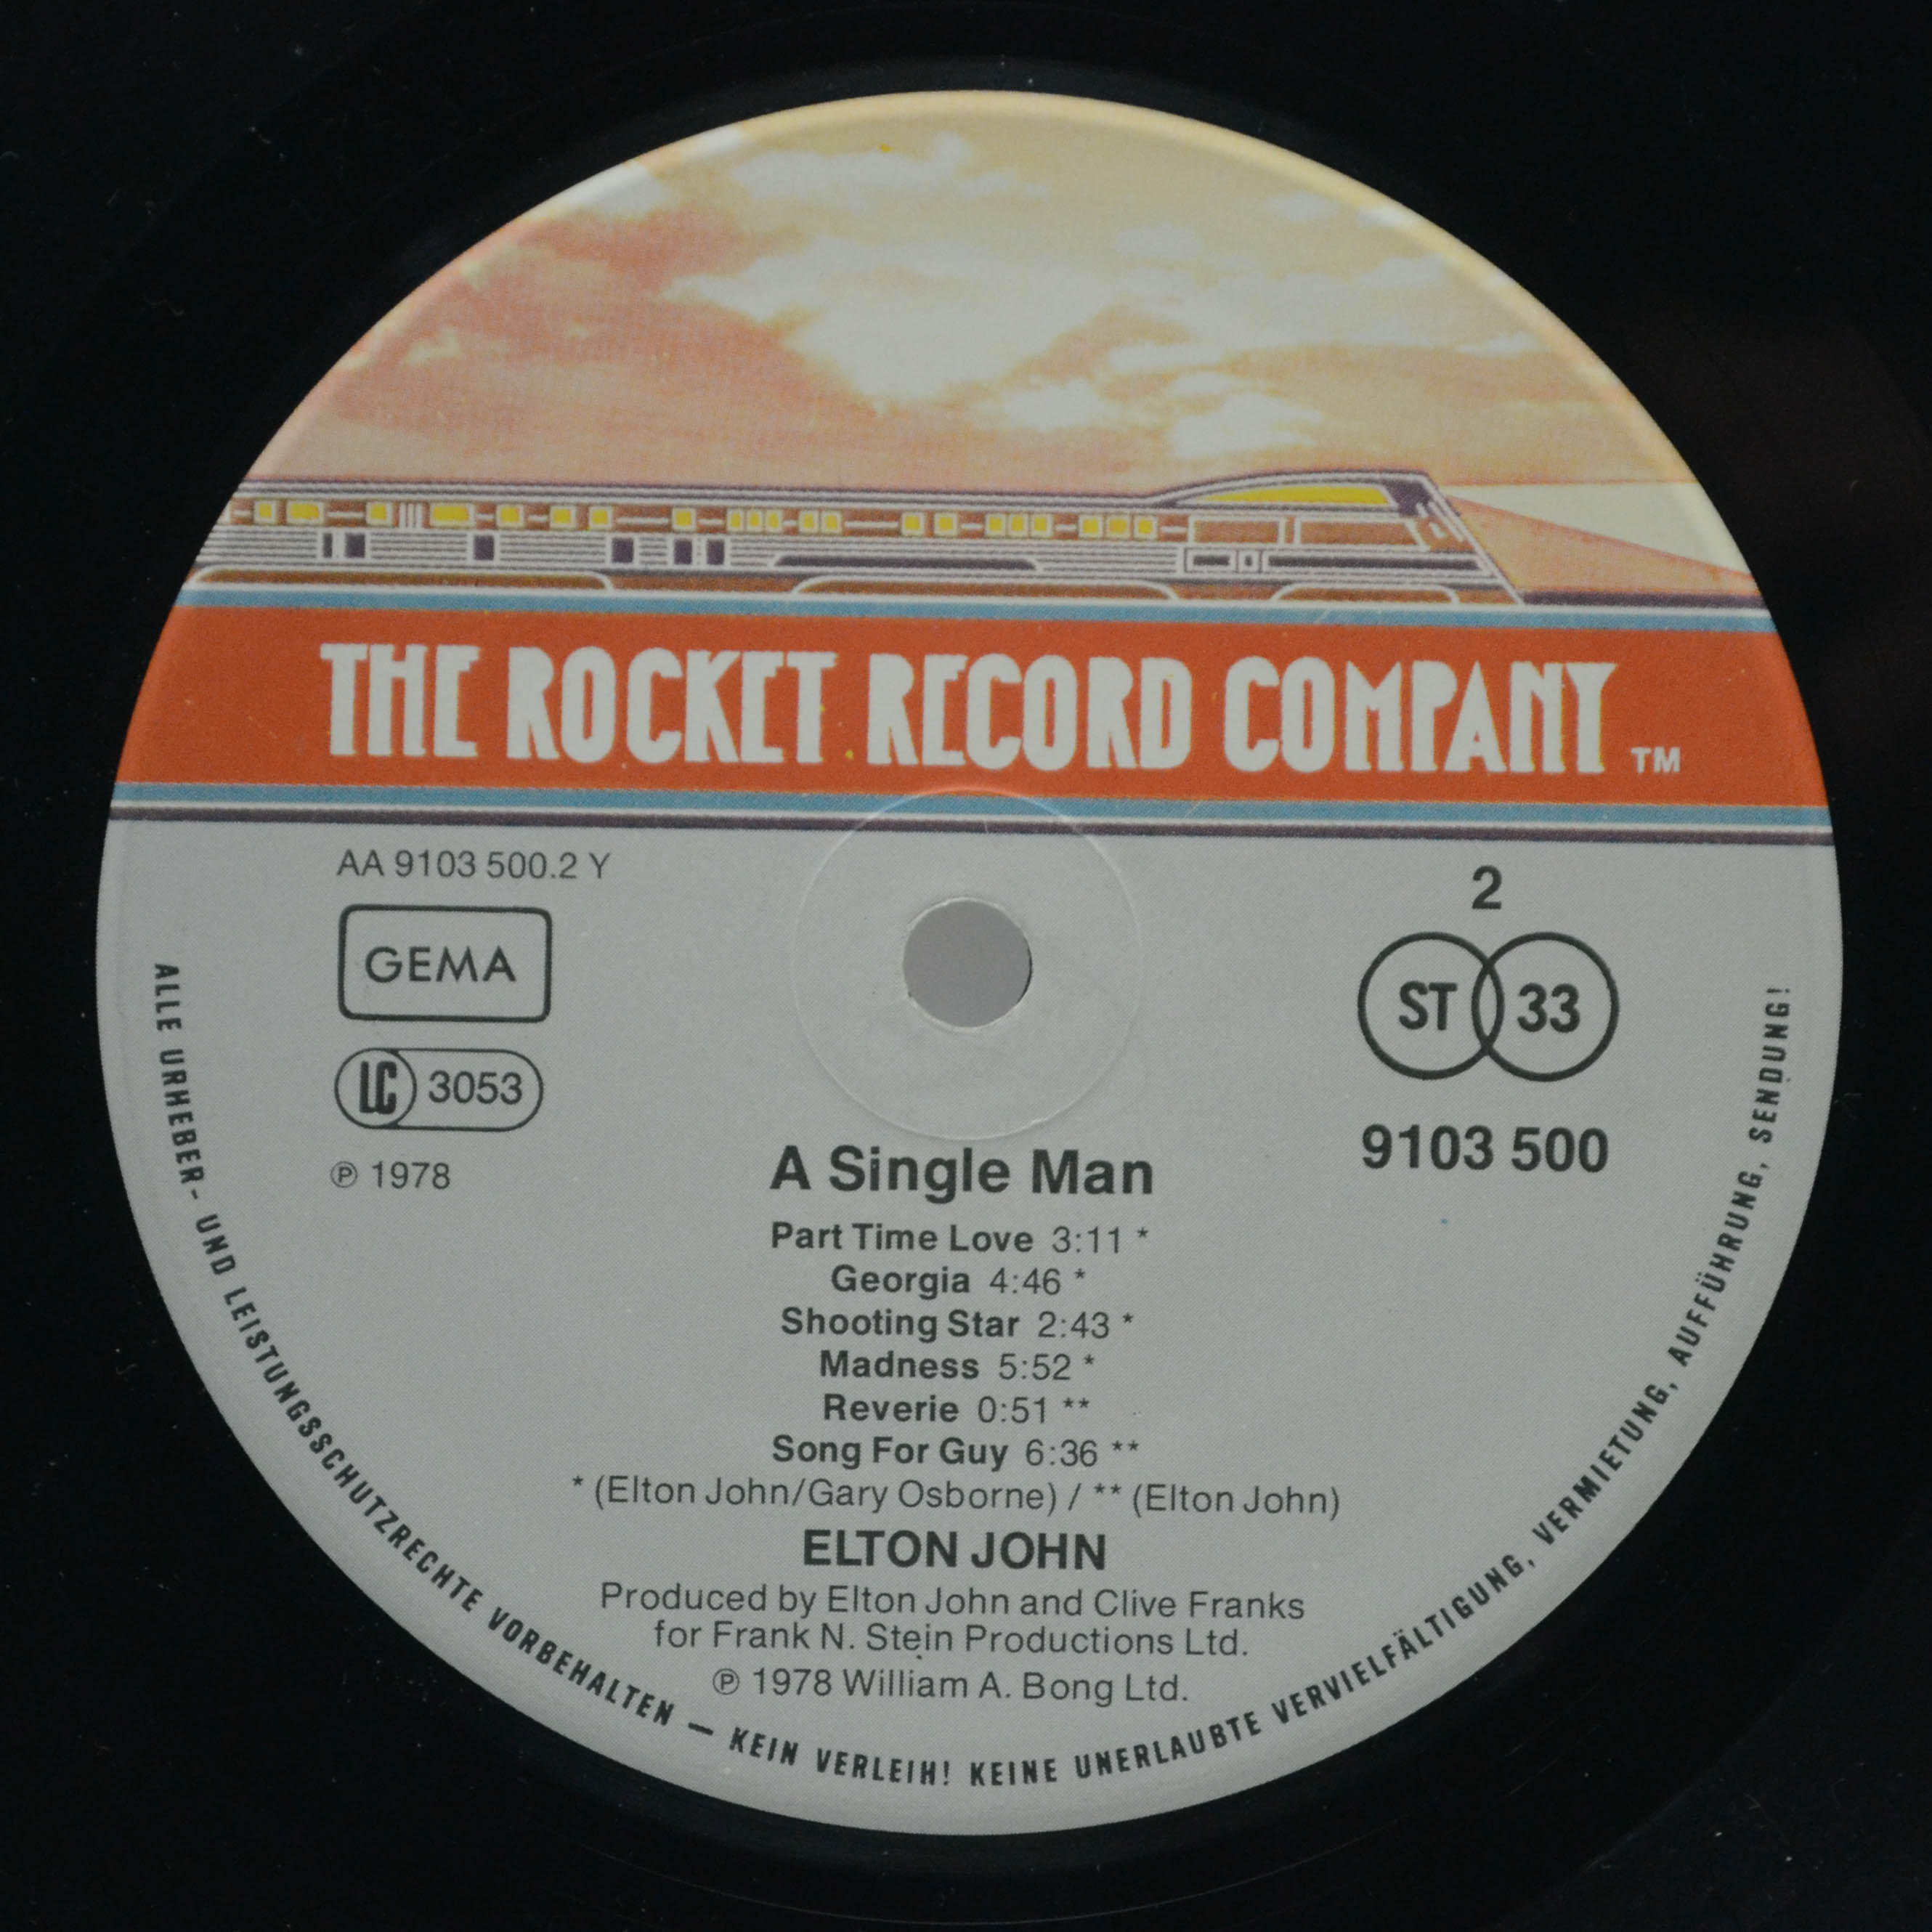 THE ROCKET RECORD COMPANY ™
AA 9103 500.2 Y
GEMA
LC 3053
℗ 1978
2
ST 33
9103 500
A Single Man
Part Time Love 3:11 *
Georgia 4:46 *
Shooting Star 2:43 *
Madness 5:52 *
Reverie 0:51 **
Song For Guy 6:36 **
* (Elton John/Gary Osborne) / ** (Elton John)
ELTON JOHN
Produced by Elton John and Clive Franks
for Frank N. Stein Productions Ltd.
℗ 1978 William A. Bong Ltd.
ALLE URHEBER- UND LEISTUNGSSCHUTZRECHTE VORBEHALTEN — KEIN VERLEIH! KEINE UNERLAUBTE VERVIELFÄLTIGUNG, VERMIETUNG, AUFFÜHRUNG, SENDUNG!